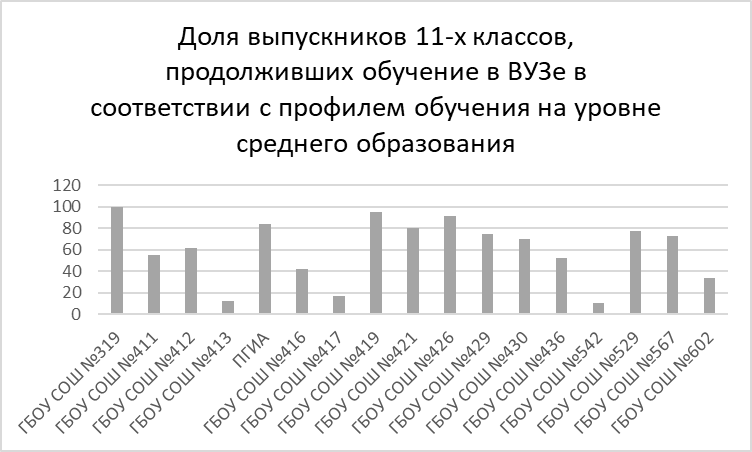 Доля выпускников 11-х классов,
продолживших обучение в ВУЗе в
соответствии с профилем обучения на уровне
среднего образования
120
100
80
60
40
20
0
ГБОУ СОШ №319
ГБОУ СОШ №411
ГБОУ СОШ №412
ГБОУ СОШ №413
ПГИА
ГБОУ СОШ №416
ГБОУ СОШ №417
ГБОУ СОШ №419
ГБОУ СОШ №421
ГБОУ СОШ №426
ГБОУ СОШ №429
ГБОУ СОШ №430
ГБОУ СОШ №436
ГБОУ СОШ №542
ГБОУ СОШ №529
ГБОУ СОШ №567
ГБОУ СОШ №602